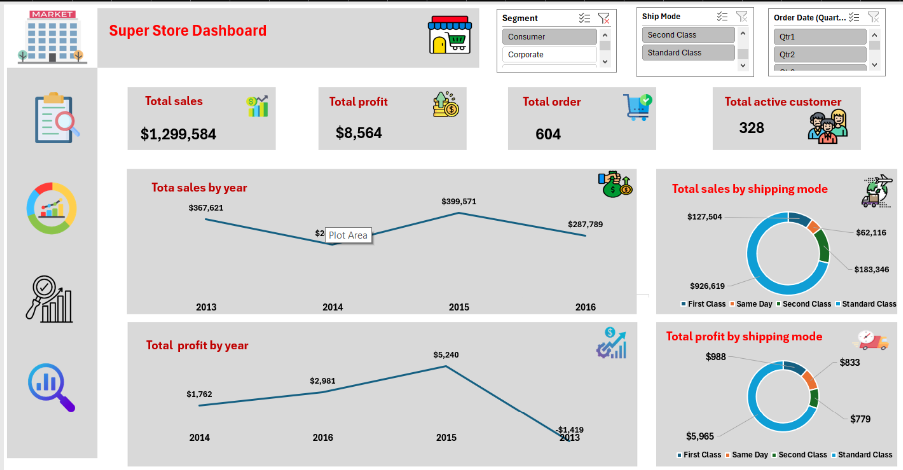 MARKET
Super Store Dashboard
Segment
Consumer
Corporate
Ship Mode
Second Class
Standard Class
Order Date (Quart...
Qtr1
Qtr2
Total sales
$1,299,584
Total profit
$8,564
Total order
604
Total active customer
328
Tota sales by year
$367,621
$2
Plot Area
$399,571
$287,789
2013
2014
2015
2016
Total sales by shipping mode
$127,504
$62,116
$183,346
$926,619
First Class Same Day Second Class Standard Class
Total profit by year
$1,762
$2,981
$5,240
-$1,419
2014
2016
2015
2013
Total profit by shipping mode
$988
$833
$779
$5,965
First Class Same Day Second Class Standard Class